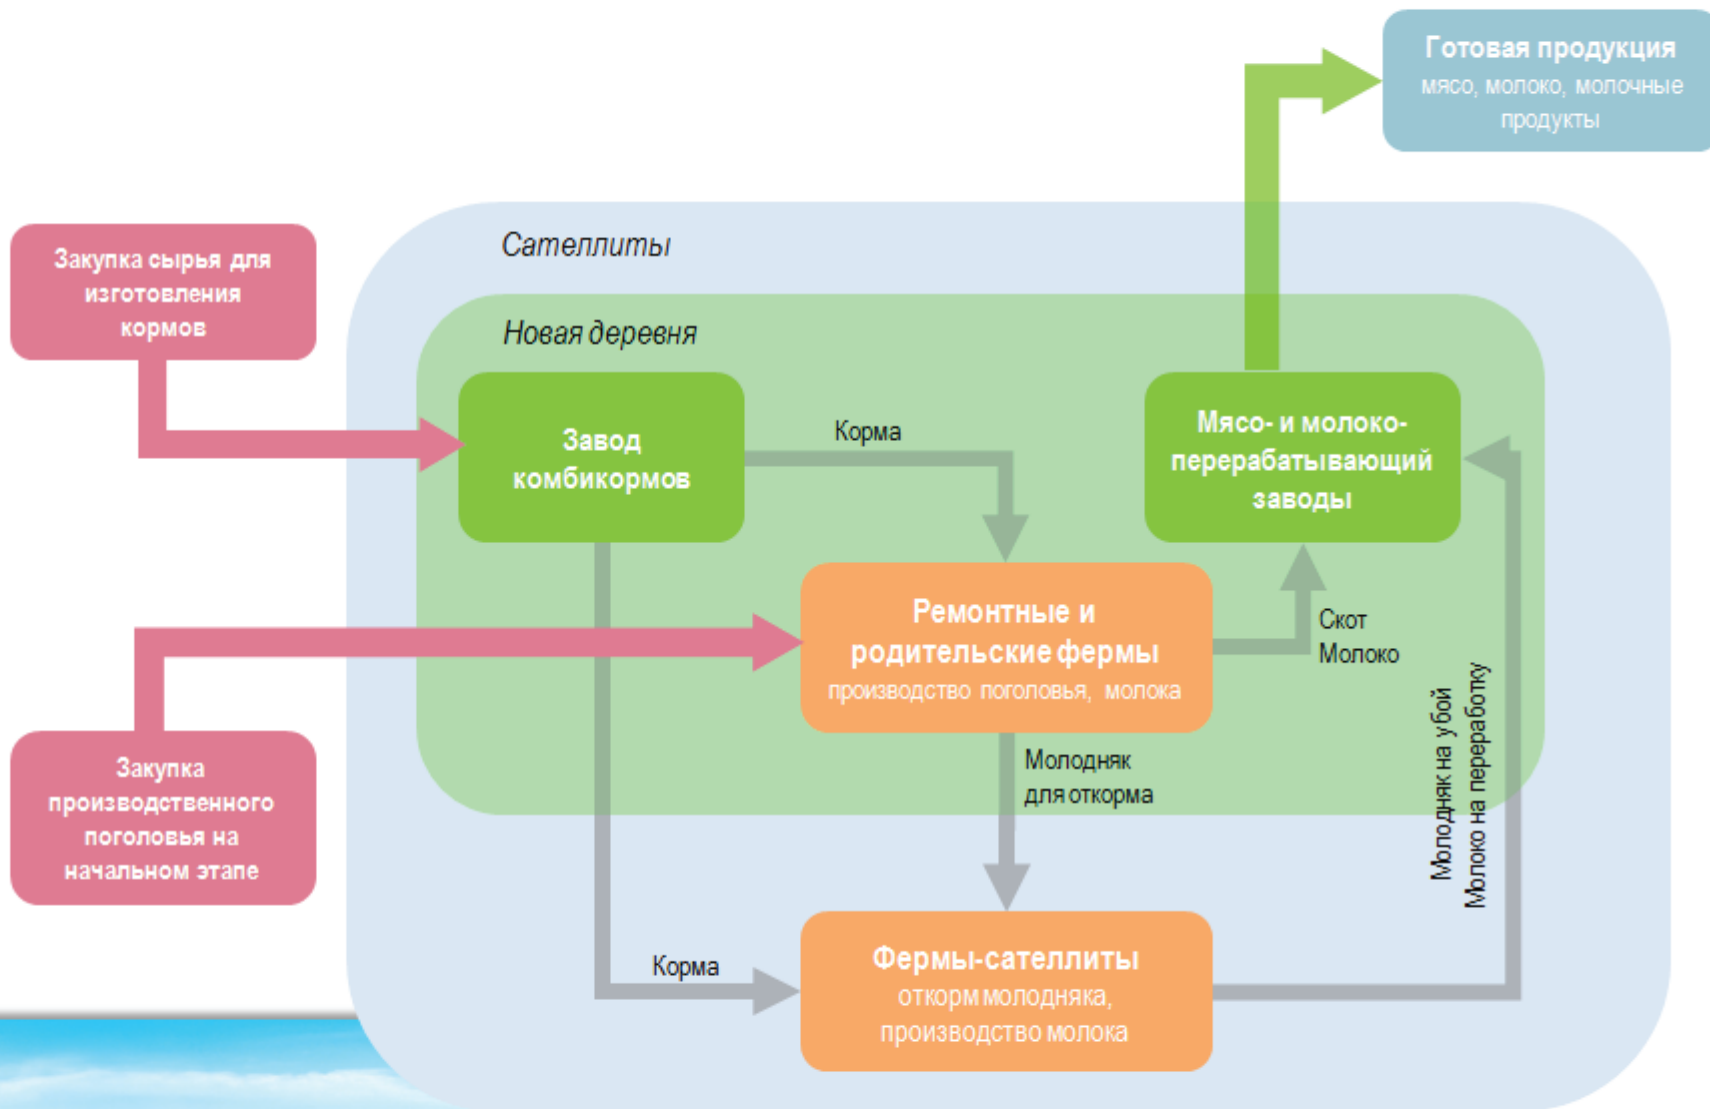 Готовая продукция
мясо, молоко, молочные
продукты
Сателлиты
Закупка сырья для
изготовления
кормов
Новая деревня
Завод
комбикормов
Корма
Мясо- и молоко-
перерабатывающий
заводы
Ремонтные и
родительские фермы
производство поголовья, молока
Скот
Молоко
Закупка
производственного
поголовья на
начальном этапе
Молодняк
для откорма
Молодняк на убой
Молоко на переработку
Корма
Фермы-сателлиты
откорм молодняка,
производство молока